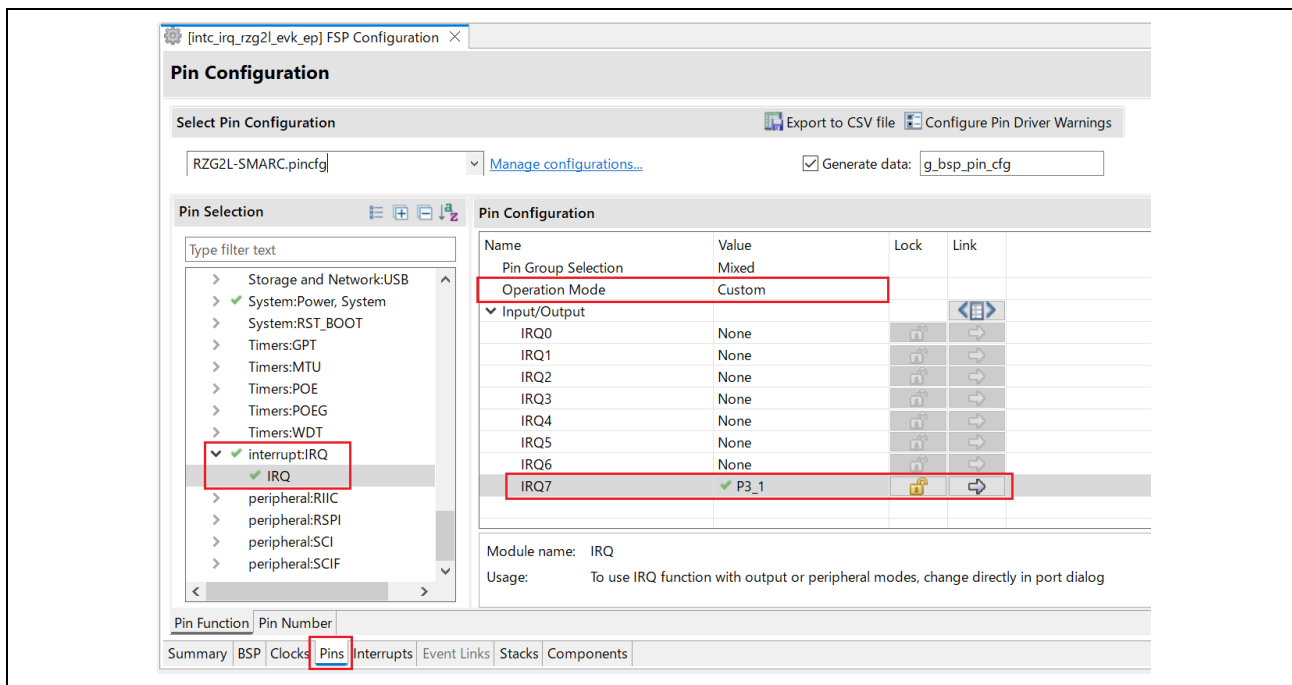 [intc_irq_rzg2l_evk_ep] FSP Configuration
Pin Configuration
Select Pin Configuration
Export to CSV file
Configure Pin Driver Warnings
RZG2L-SMARC.pincfg
Manage configurations...
Generate data:
g_bsp_pin_cfg
Pin Selection
Type filter text
Storage and Network:USB
System:Power, System
System:RST_BOOT
Timers:GPT
Timers:MTU
Timers:POE
Timers:POEG
Timers:WDT
interrupt:IRQ
IRQ
peripheral:RIIC
peripheral:RSPI
peripheral:SCI
peripheral:SCIF
Pin Configuration
Name Value Lock Link
Pin Group Selection Mixed
Operation Mode Custom
Input/Output
IRQ0 None
IRQ1 None
IRQ2 None
IRQ3 None
IRQ4 None
IRQ5 None
IRQ6 None
IRQ7 P3_1
Module name: IRQ
Usage: To use IRQ function with output or peripheral modes, change directly in port dialog
Pin Function Pin Number
Summary BSP Clocks Pins Interrupts Event Links Stacks Components